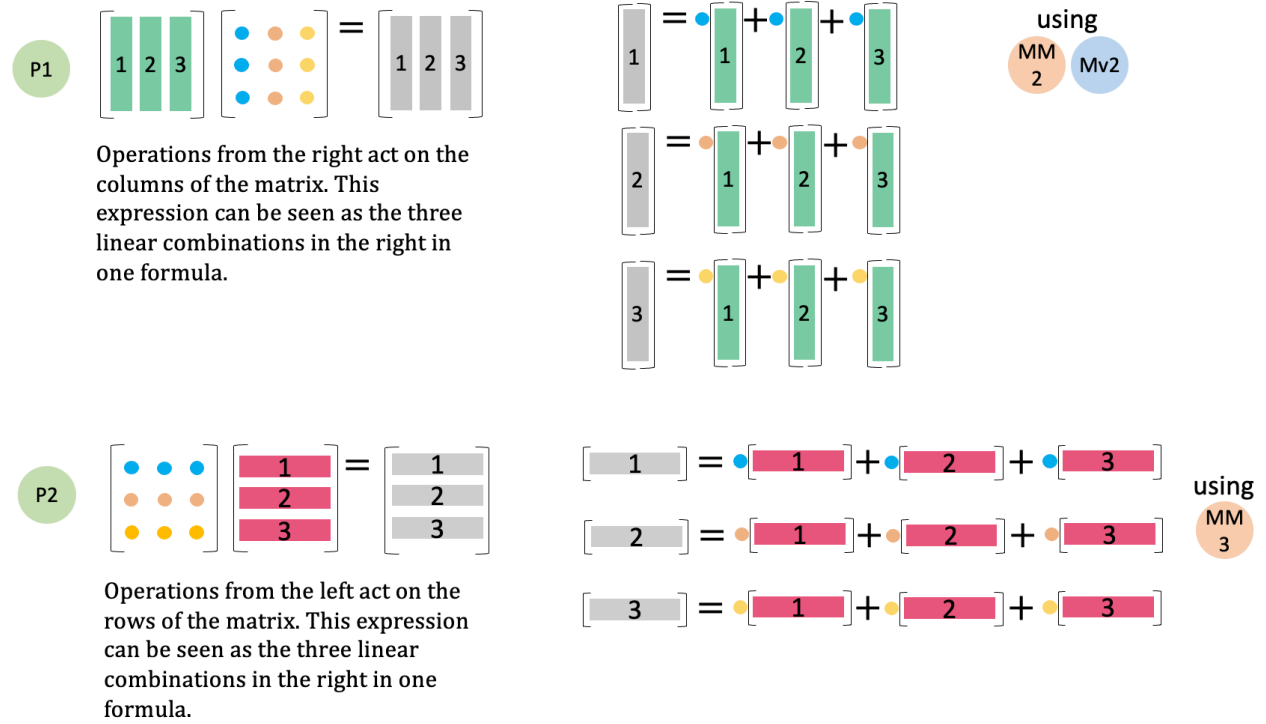 P1
1 2 3
=
1 2 3
Operations from the right act on the
columns of the matrix. This
expression can be seen as the three
linear combinations in the right in
one formula.
1 = 1 + 2 + 3
2 = 1 + 2 + 3
3 = 1 + 2 + 3
using
MM
2
Mv2
P2
1
2
3
=
1
2
3
Operations from the left act on the
rows of the matrix. This expression
can be seen as the three linear
combinations in the right in one
formula.
1 = 1 + 2 + 3
2 = 1 + 2 + 3
3 = 1 + 2 + 3
using
MM
3